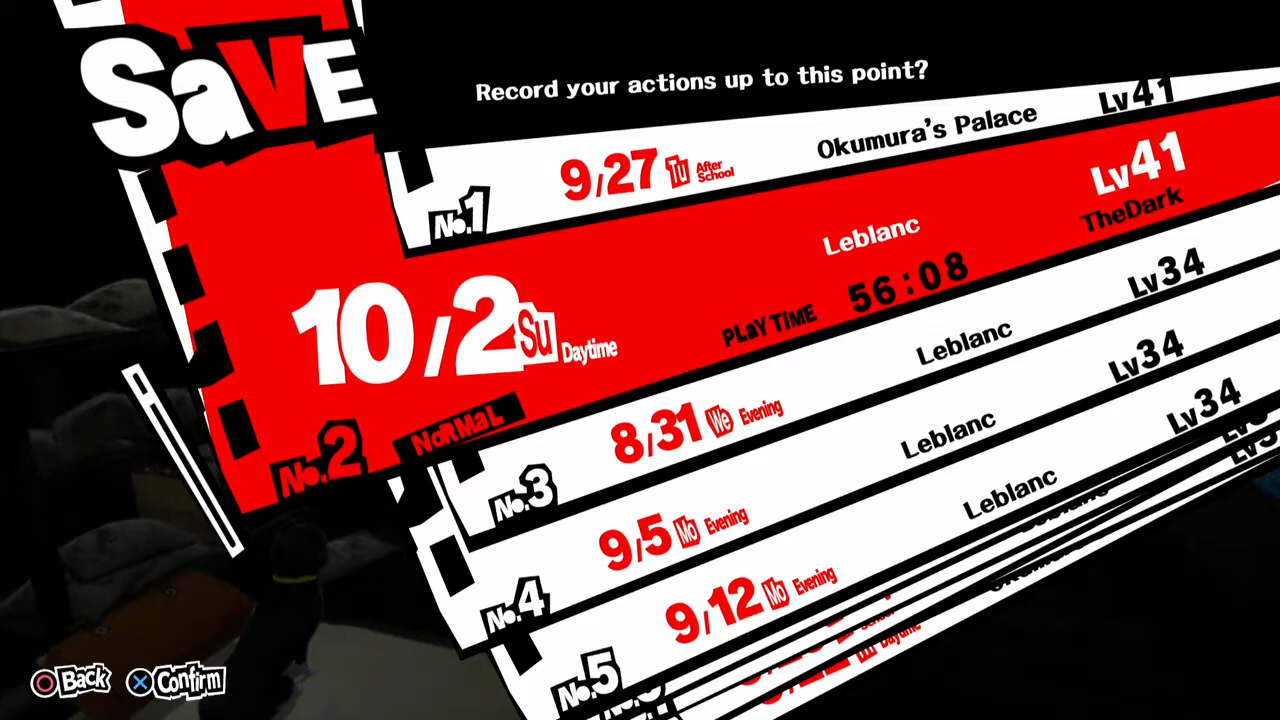 SaVE
Record your actions up to this point?
No.1 9/27 Tu After School Okumura's Palace Lv41
No.2 10/2 Su Daytime Leblanc Lv41
NoRMaL PLaY TiME 56:08 TheDark
No.3 8/31 We Evening Leblanc Lv34
No.4 9/5 Mo Evening Leblanc Lv34
No.5 9/12 Mo Evening Leblanc Lv34
Back Confirm